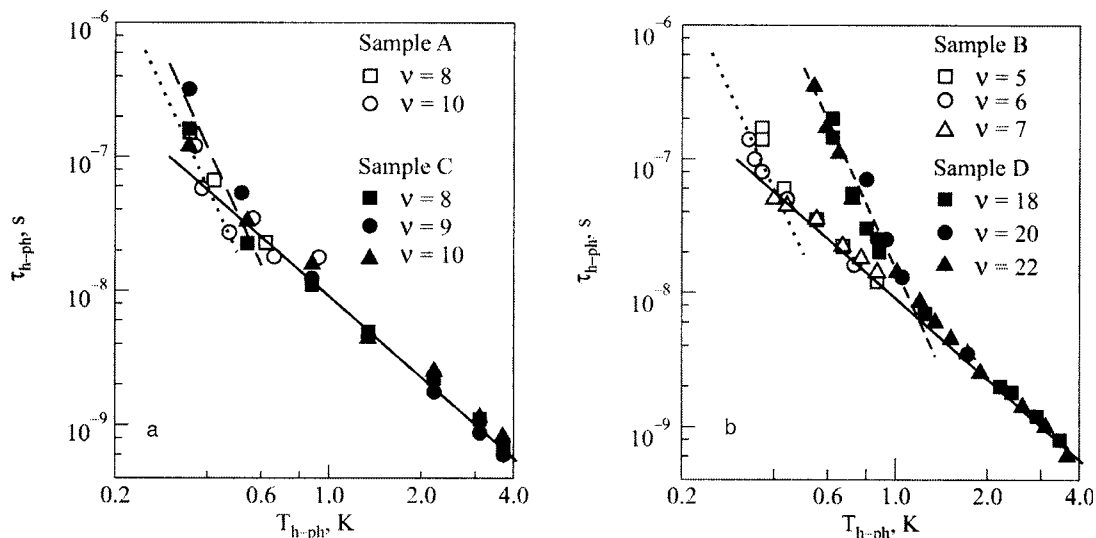 10⁻⁶
10⁻⁷
10⁻⁸
10⁻⁹
τh-ph, s
Sample A
ν = 8
ν = 10
Sample C
ν = 8
ν = 9
ν = 10
a
0.2
0.6
1.0
2.0
4.0
Th-ph, K
10⁻⁶
10⁻⁷
10⁻⁸
10⁻⁹
τh-ph, s
Sample B
ν = 5
ν = 6
ν = 7
Sample D
ν = 18
ν = 20
ν = 22
b
0.2
0.6
1.0
2.0
4.0
Th-ph, K